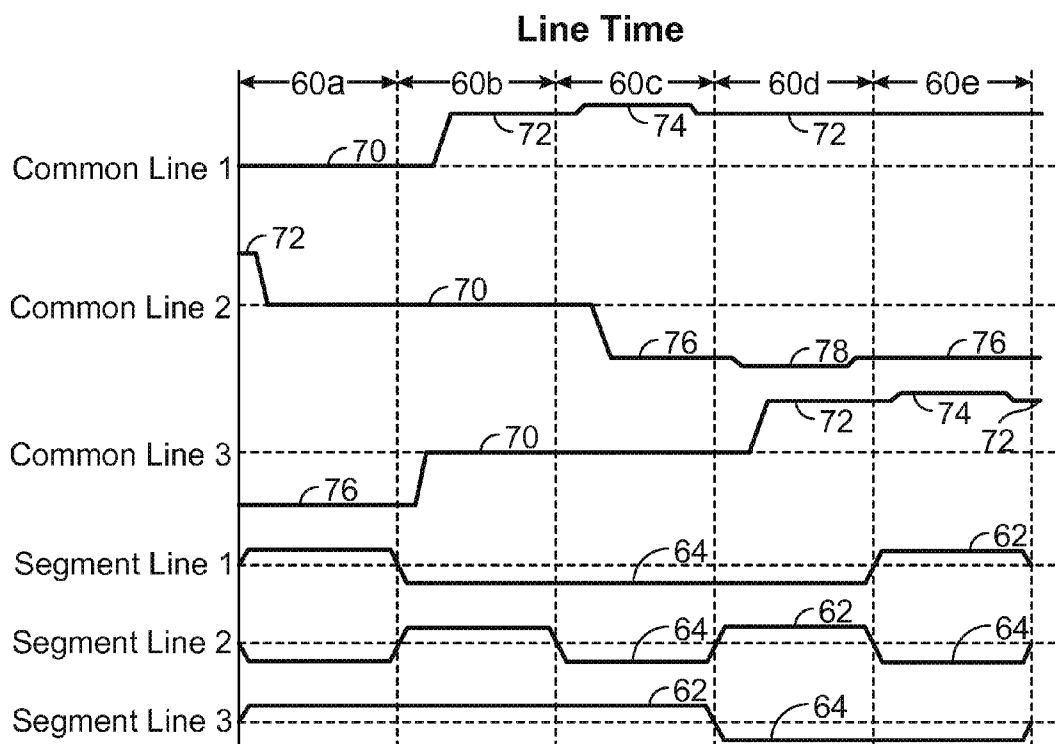 Line Time
60a 60b 60c 60d 60e
72 74 72
70
Common Line 1
72
70
Common Line 2
76 78 76
72 74
70 72
Common Line 3
76
62
Segment Line 1 64
62
Segment Line 2 64 64
62
Segment Line 3 64